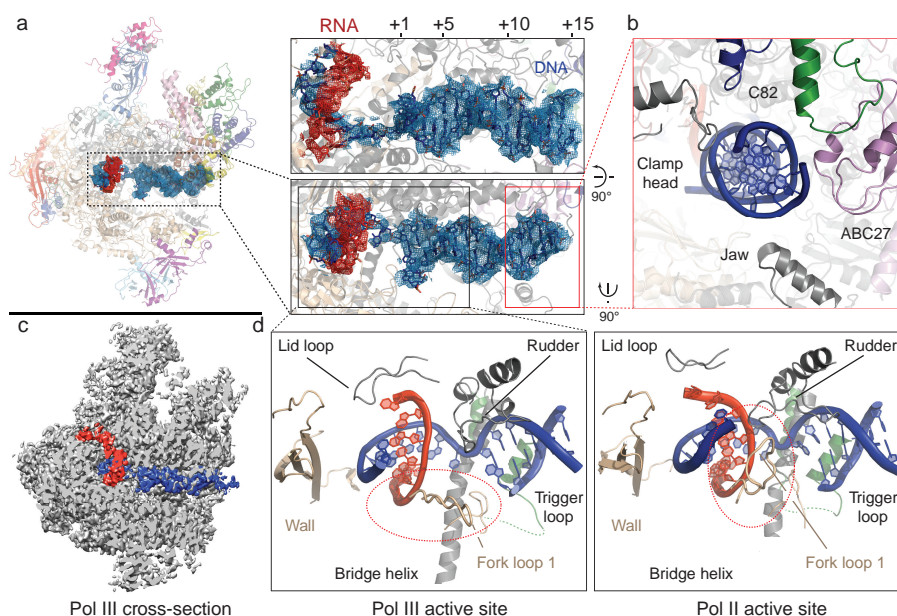 a
RNA
+1
+5
+10
+15
DNA
90°
90°
b
C82
Clamp
head
ABC27
Jaw
c
Pol III cross-section
d
Lid loop
Rudder
Wall
Trigger
loop
Fork loop 1
Bridge helix
Pol III active site
Lid loop
Rudder
Wall
Trigger
loop
Fork loop 1
Bridge helix
Pol II active site